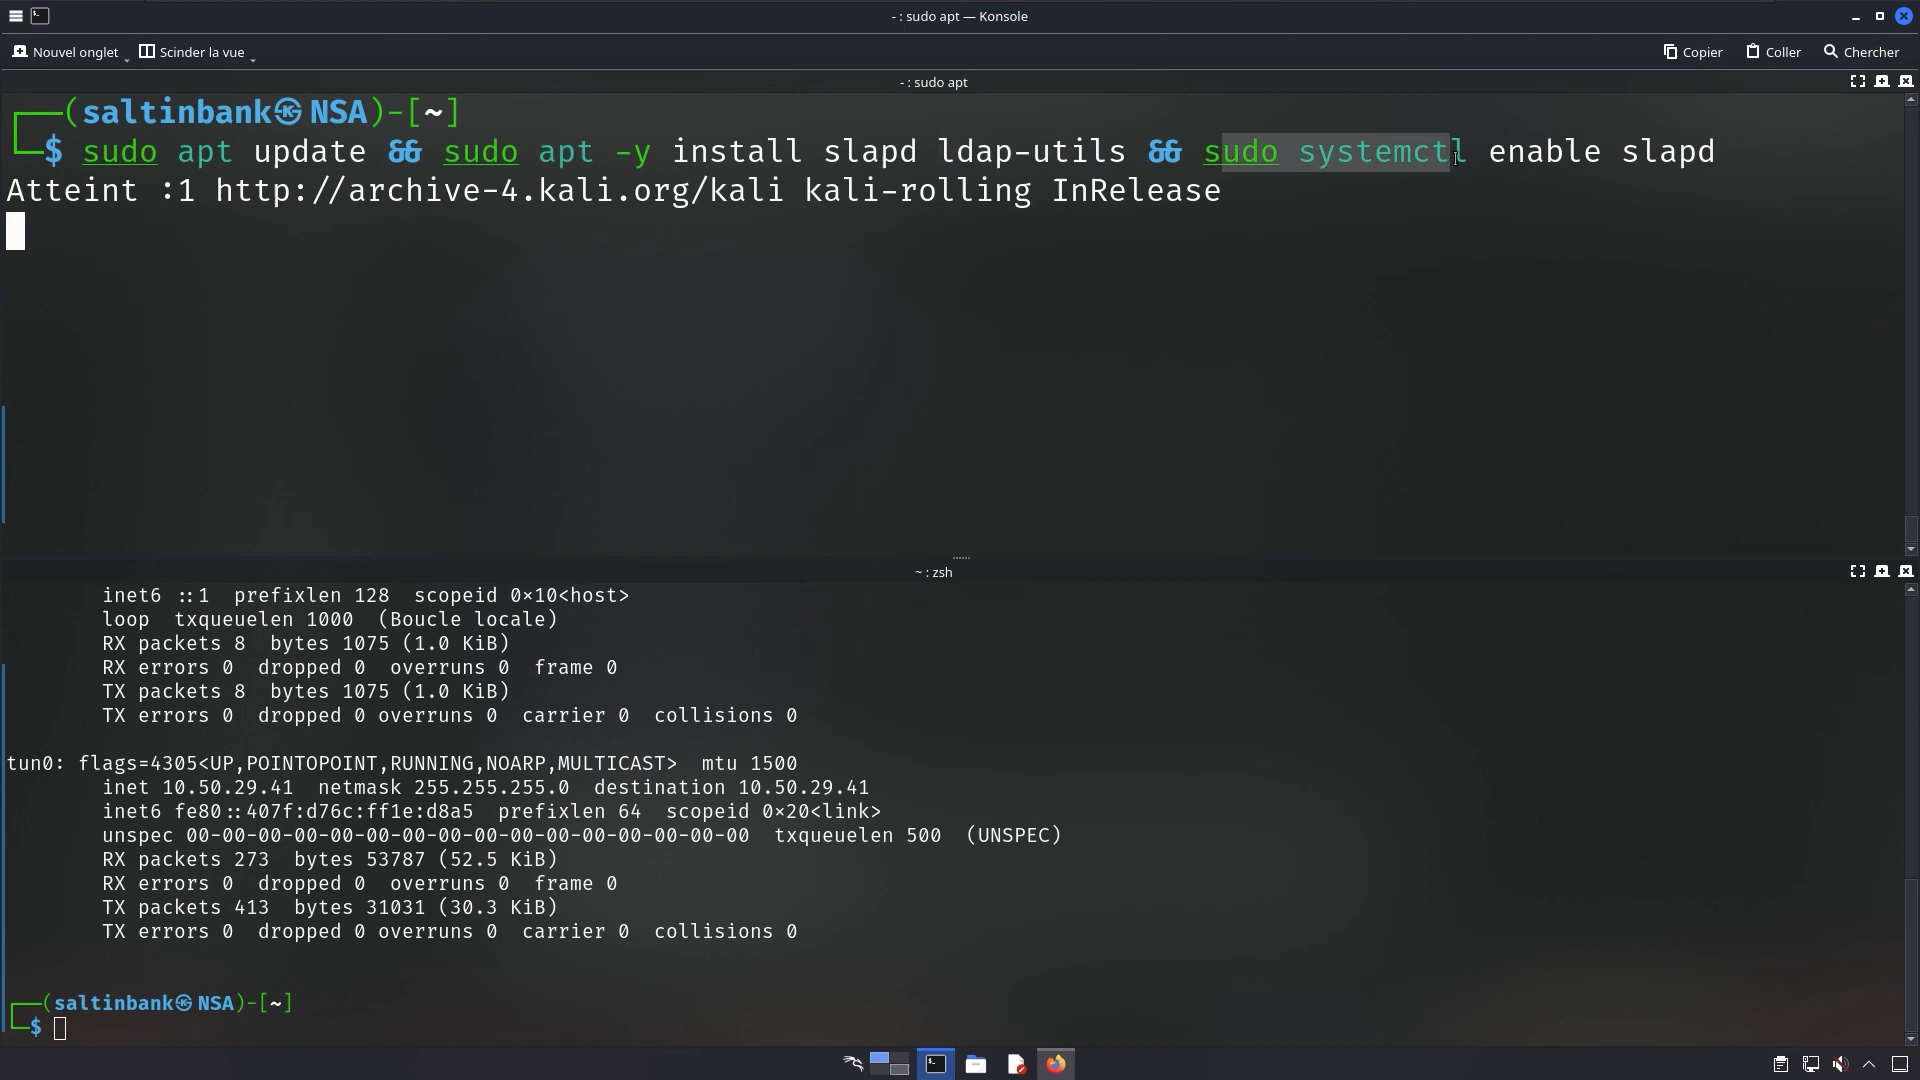 - : sudo apt — Konsole
Nouvel onglet
Scinder la vue
Copier
Coller
Chercher
- : sudo apt
┌──(saltinbank㉿NSA)-[~]
└─$ sudo apt update && sudo apt -y install slapd ldap-utils && sudo systemctl enable slapd
Atteint :1 http://archive-4.kali.org/kali kali-rolling InRelease
~ : zsh
inet6 ::1  prefixlen 128  scopeid 0x10<host>
loop  txqueuelen 1000  (Boucle locale)
RX packets 8  bytes 1075 (1.0 KiB)
RX errors 0  dropped 0  overruns 0  frame 0
TX packets 8  bytes 1075 (1.0 KiB)
TX errors 0  dropped 0 overruns 0  carrier 0  collisions 0
tun0: flags=4305<UP,POINTOPOINT,RUNNING,NOARP,MULTICAST>  mtu 1500
inet 10.50.29.41  netmask 255.255.255.0  destination 10.50.29.41
inet6 fe80::407f:d76c:ff1e:d8a5  prefixlen 64  scopeid 0x20<link>
unspec 00-00-00-00-00-00-00-00-00-00-00-00-00-00-00-00  txqueuelen 500  (UNSPEC)
RX packets 273  bytes 53787 (52.5 KiB)
RX errors 0  dropped 0  overruns 0  frame 0
TX packets 413  bytes 31031 (30.3 KiB)
TX errors 0  dropped 0 overruns 0  carrier 0  collisions 0
┌──(saltinbank㉿NSA)-[~]
└─$